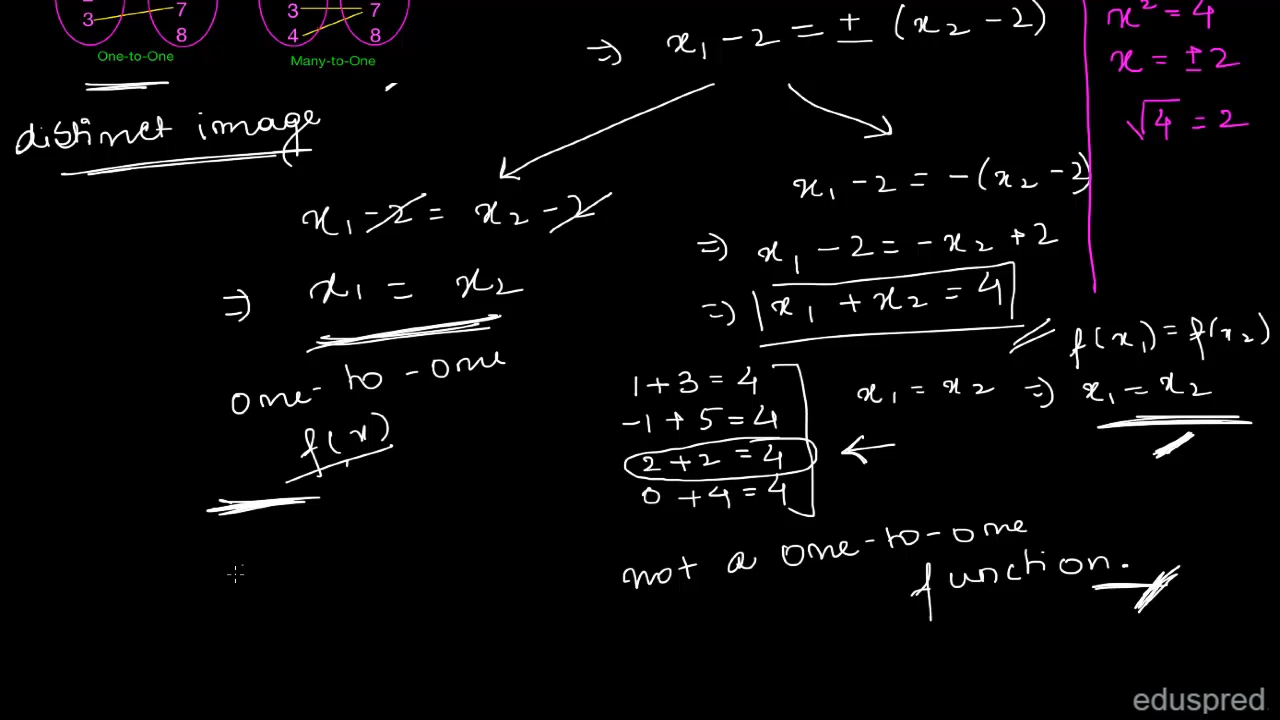 3 7
8
One-to-One
3 7
4 8
Many-to-One
distinct image
⇒ x₁ - 2 = ± (x₂ - 2)
x² = 4
x = ± 2
√4 = 2
x₁ - 2 = x₂ - 2
⇒ x₁ = x₂
one-to-one
f(x)
x₁ - 2 = -(x₂ - 2)
⇒ x₁ - 2 = -x₂ + 2
⇒ x₁ + x₂ = 4
f(x₁) = f(x₂)
x₁ = x₂ ⇒ x₁ = x₂
1 + 3 = 4
-1 + 5 = 4
2 + 2 = 4
0 + 4 = 4
not a one-to-one
function.
eduspred